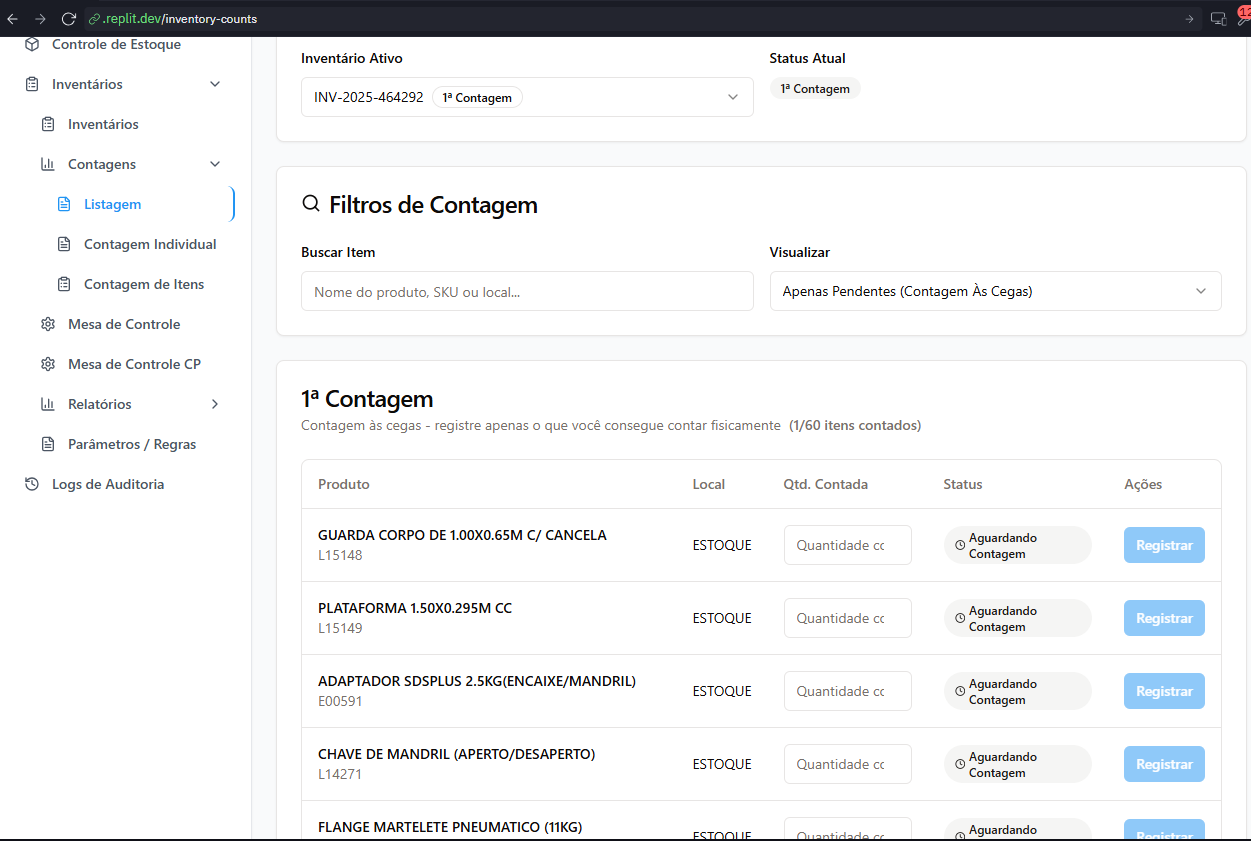 .replit.dev/inventory-counts
12
Controle de Estoque
Inventários
Inventários
Contagens
Listagem
Contagem Individual
Contagem de Itens
Mesa de Controle
Mesa de Controle CP
Relatórios
Parâmetros / Regras
Logs de Auditoria
Inventário Ativo
Status Atual
INV-2025-464292 1ª Contagem
1ª Contagem
Filtros de Contagem
Buscar Item
Visualizar
Nome do produto, SKU ou local...
Apenas Pendentes (Contagem Às Cegas)
1ª Contagem
Contagem às cegas - registre apenas o que você consegue contar fisicamente (1/60 itens contados)
Produto Local Qtd. Contada Status Ações
GUARDA CORPO DE 1.00X0.65M C/ CANCELA
L15148
ESTOQUE
Quantidade cc
Aguardando
Contagem
Registrar
PLATAFORMA 1.50X0.295M CC
L15149
ESTOQUE
Quantidade cc
Aguardando
Contagem
Registrar
ADAPTADOR SDSPLUS 2.5KG(ENCAIXE/MANDRIL)
E00591
ESTOQUE
Quantidade cc
Aguardando
Contagem
Registrar
CHAVE DE MANDRIL (APERTO/DESAPERTO)
L14271
ESTOQUE
Quantidade cc
Aguardando
Contagem
Registrar
FLANGE MARTELETE PNEUMATICO (11KG)
ESTOQUE
Quantidade cc
Aguardando
Registrar